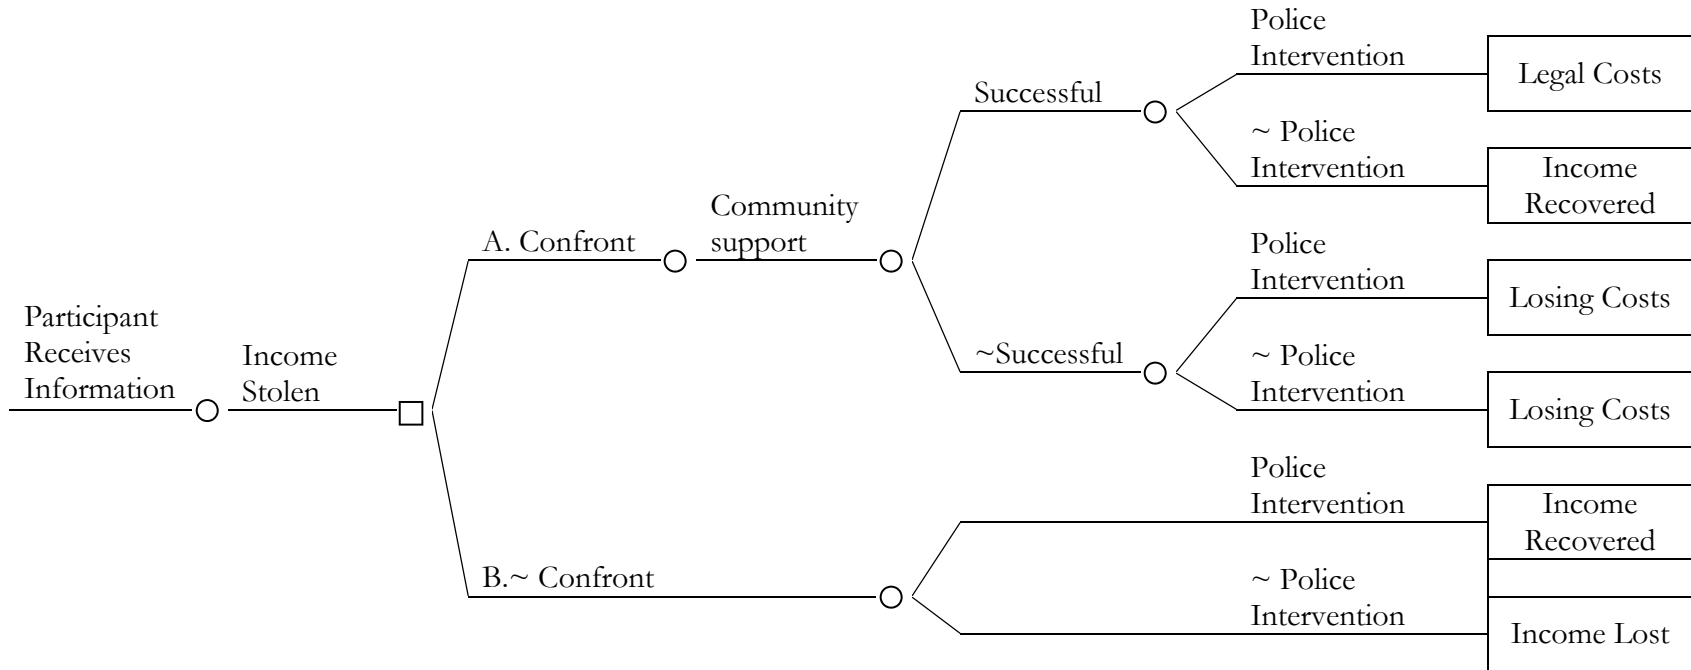 Police
Intervention
Legal Costs
Successful
~ Police
Intervention
Income
Recovered
Community
support
A. Confront
Police
Intervention
Losing Costs
~Successful
~ Police
Intervention
Losing Costs
Participant
Receives
Information
Income
Stolen
Police
Intervention
Income
Recovered
B.~ Confront
~ Police
Intervention
Income Lost